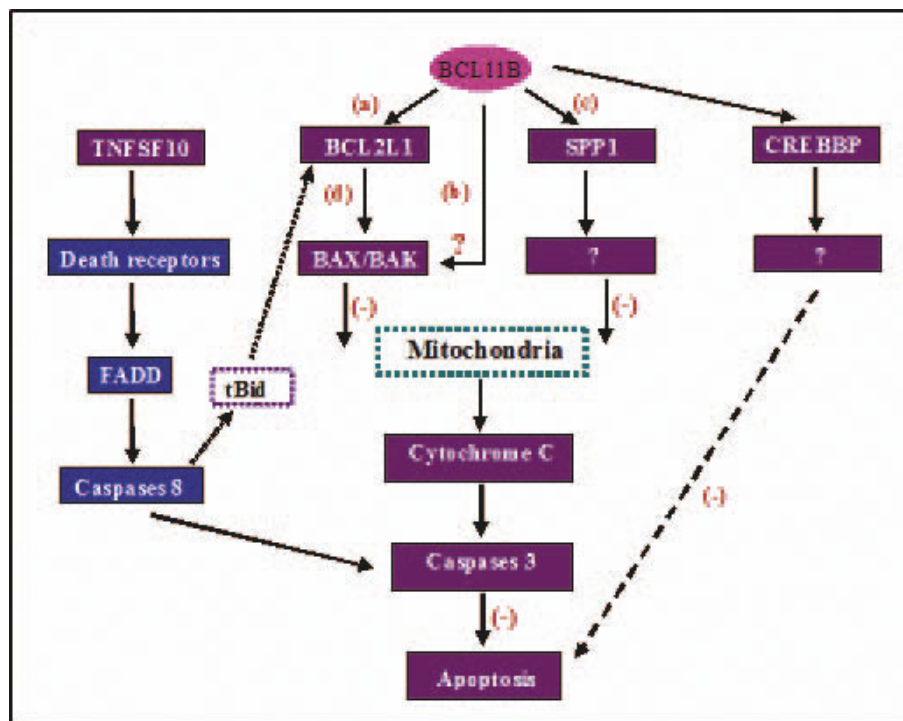 BCL11B
(a)
(c)
TNFSF10
BCL2L1
SPP1
CREBBP
(d)
(b)
?
Death receptors
BAX/BAK
?
?
(-)
(-)
Mitochondria
FADD
tBid
Cytochrome C
Caspases 8
(-)
Caspases 3
(-)
Apoptosis